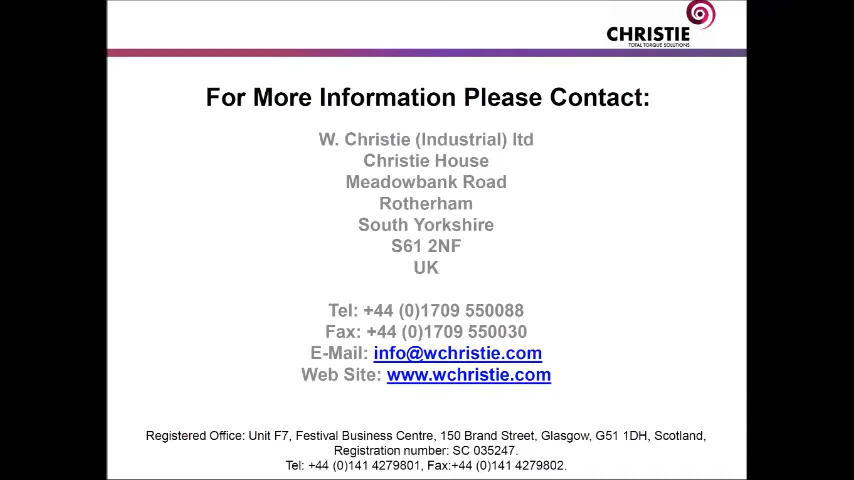 CHRISTIE
TOTAL TORQUE SOLUTIONS
For More Information Please Contact:
W. Christie (Industrial) ltd
Christie House
Meadowbank Road
Rotherham
South Yorkshire
S61 2NF
UK
Tel: +44 (0)1709 550088
Fax: +44 (0)1709 550030
E-Mail: info@wchristie.com
Web Site: www.wchristie.com
Registered Office: Unit F7, Festival Business Centre, 150 Brand Street, Glasgow, G51 1DH, Scotland,
Registration number: SC 035247.
Tel: +44 (0)141 4279801, Fax:+44 (0)141 4279802.